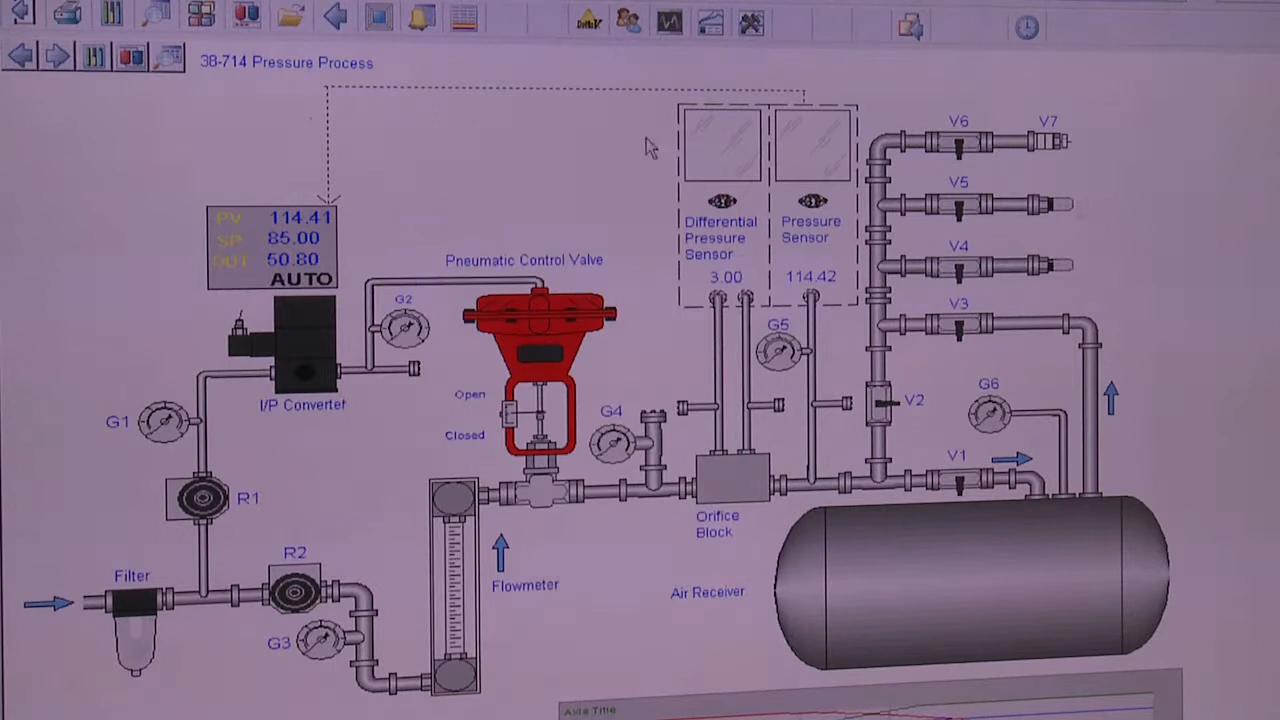 38-714 Pressure Process
V6
V7
V5
Differential
Pressure
Sensor
3.00
Pressure
Sensor
114.42
V4
V3
PV 114.41
SP 85.00
OUT 50.80
AUTO
Pneumatic Control Valve
G2
G5
G6
I/P Converter
Open
Closed
G4
V2
G1
V1
R1
Orifice
Block
R2
Filter
Flowmeter
Air Receiver
G3
Axis Title